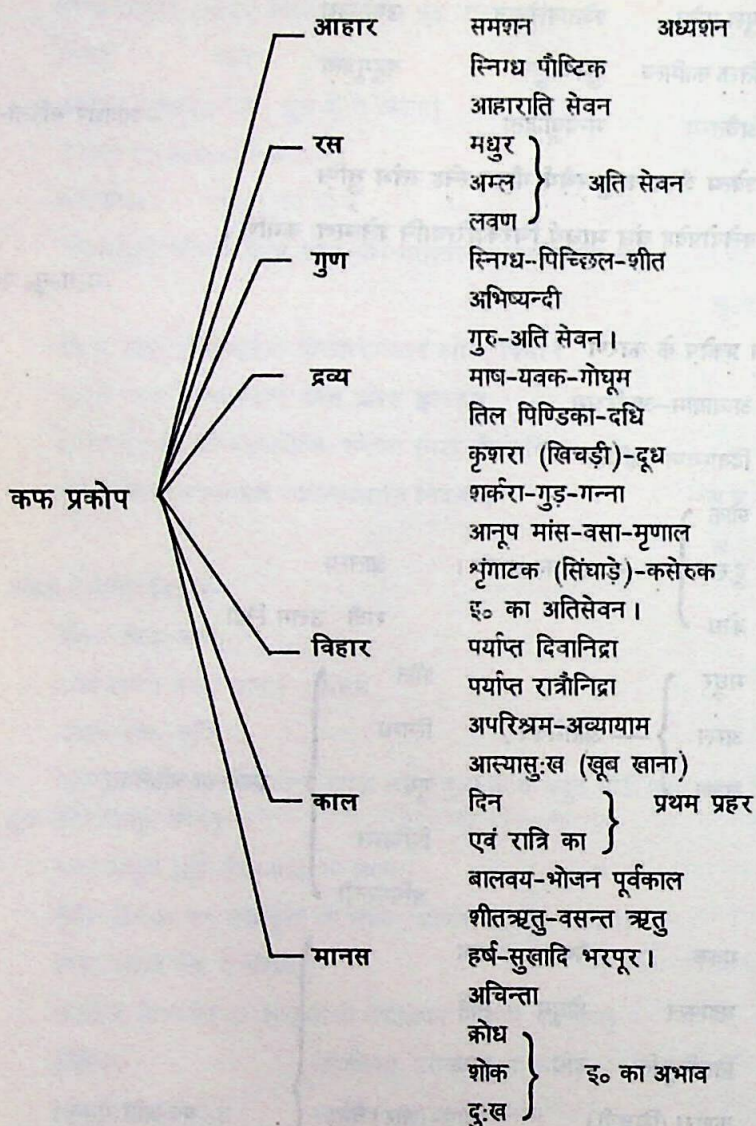 आहार समशन अध्यशन
स्निग्ध पौष्टिक
आहाराति सेवन
रस मधुर
अम्ल अति सेवन
लवण
गुण स्निग्ध-पिच्छिल-शीत
अभिष्यन्दी
गुरु-अति सेवन।
द्रव्य माष-यवक-गोघूम
तिल पिण्डिका-दधि
कृशरा (खिचड़ी)-दूध
शर्करा-गुड़-गन्ना
कफ प्रकोप
आनूप मांस-वसा-मृणाल
श्रृंगाटक (सिंघाड़े)-कसेरुक
इ० का अतिसेवन।
विहार पर्याप्त दिवानिद्रा
पर्याप्त रात्रौनिद्रा
अपरिश्रम-अव्यायाम
आस्यासुःख (खूब खाना)
काल दिन प्रथम प्रहर
एवं रात्रि का
बालवय-भोजन पूर्वकाल
शीतऋतु-वसन्त ऋतु
मानस हर्ष-सुखादि भरपूर।
अचिन्ता
क्रोध
शोक इ० का अभाव
दुःख